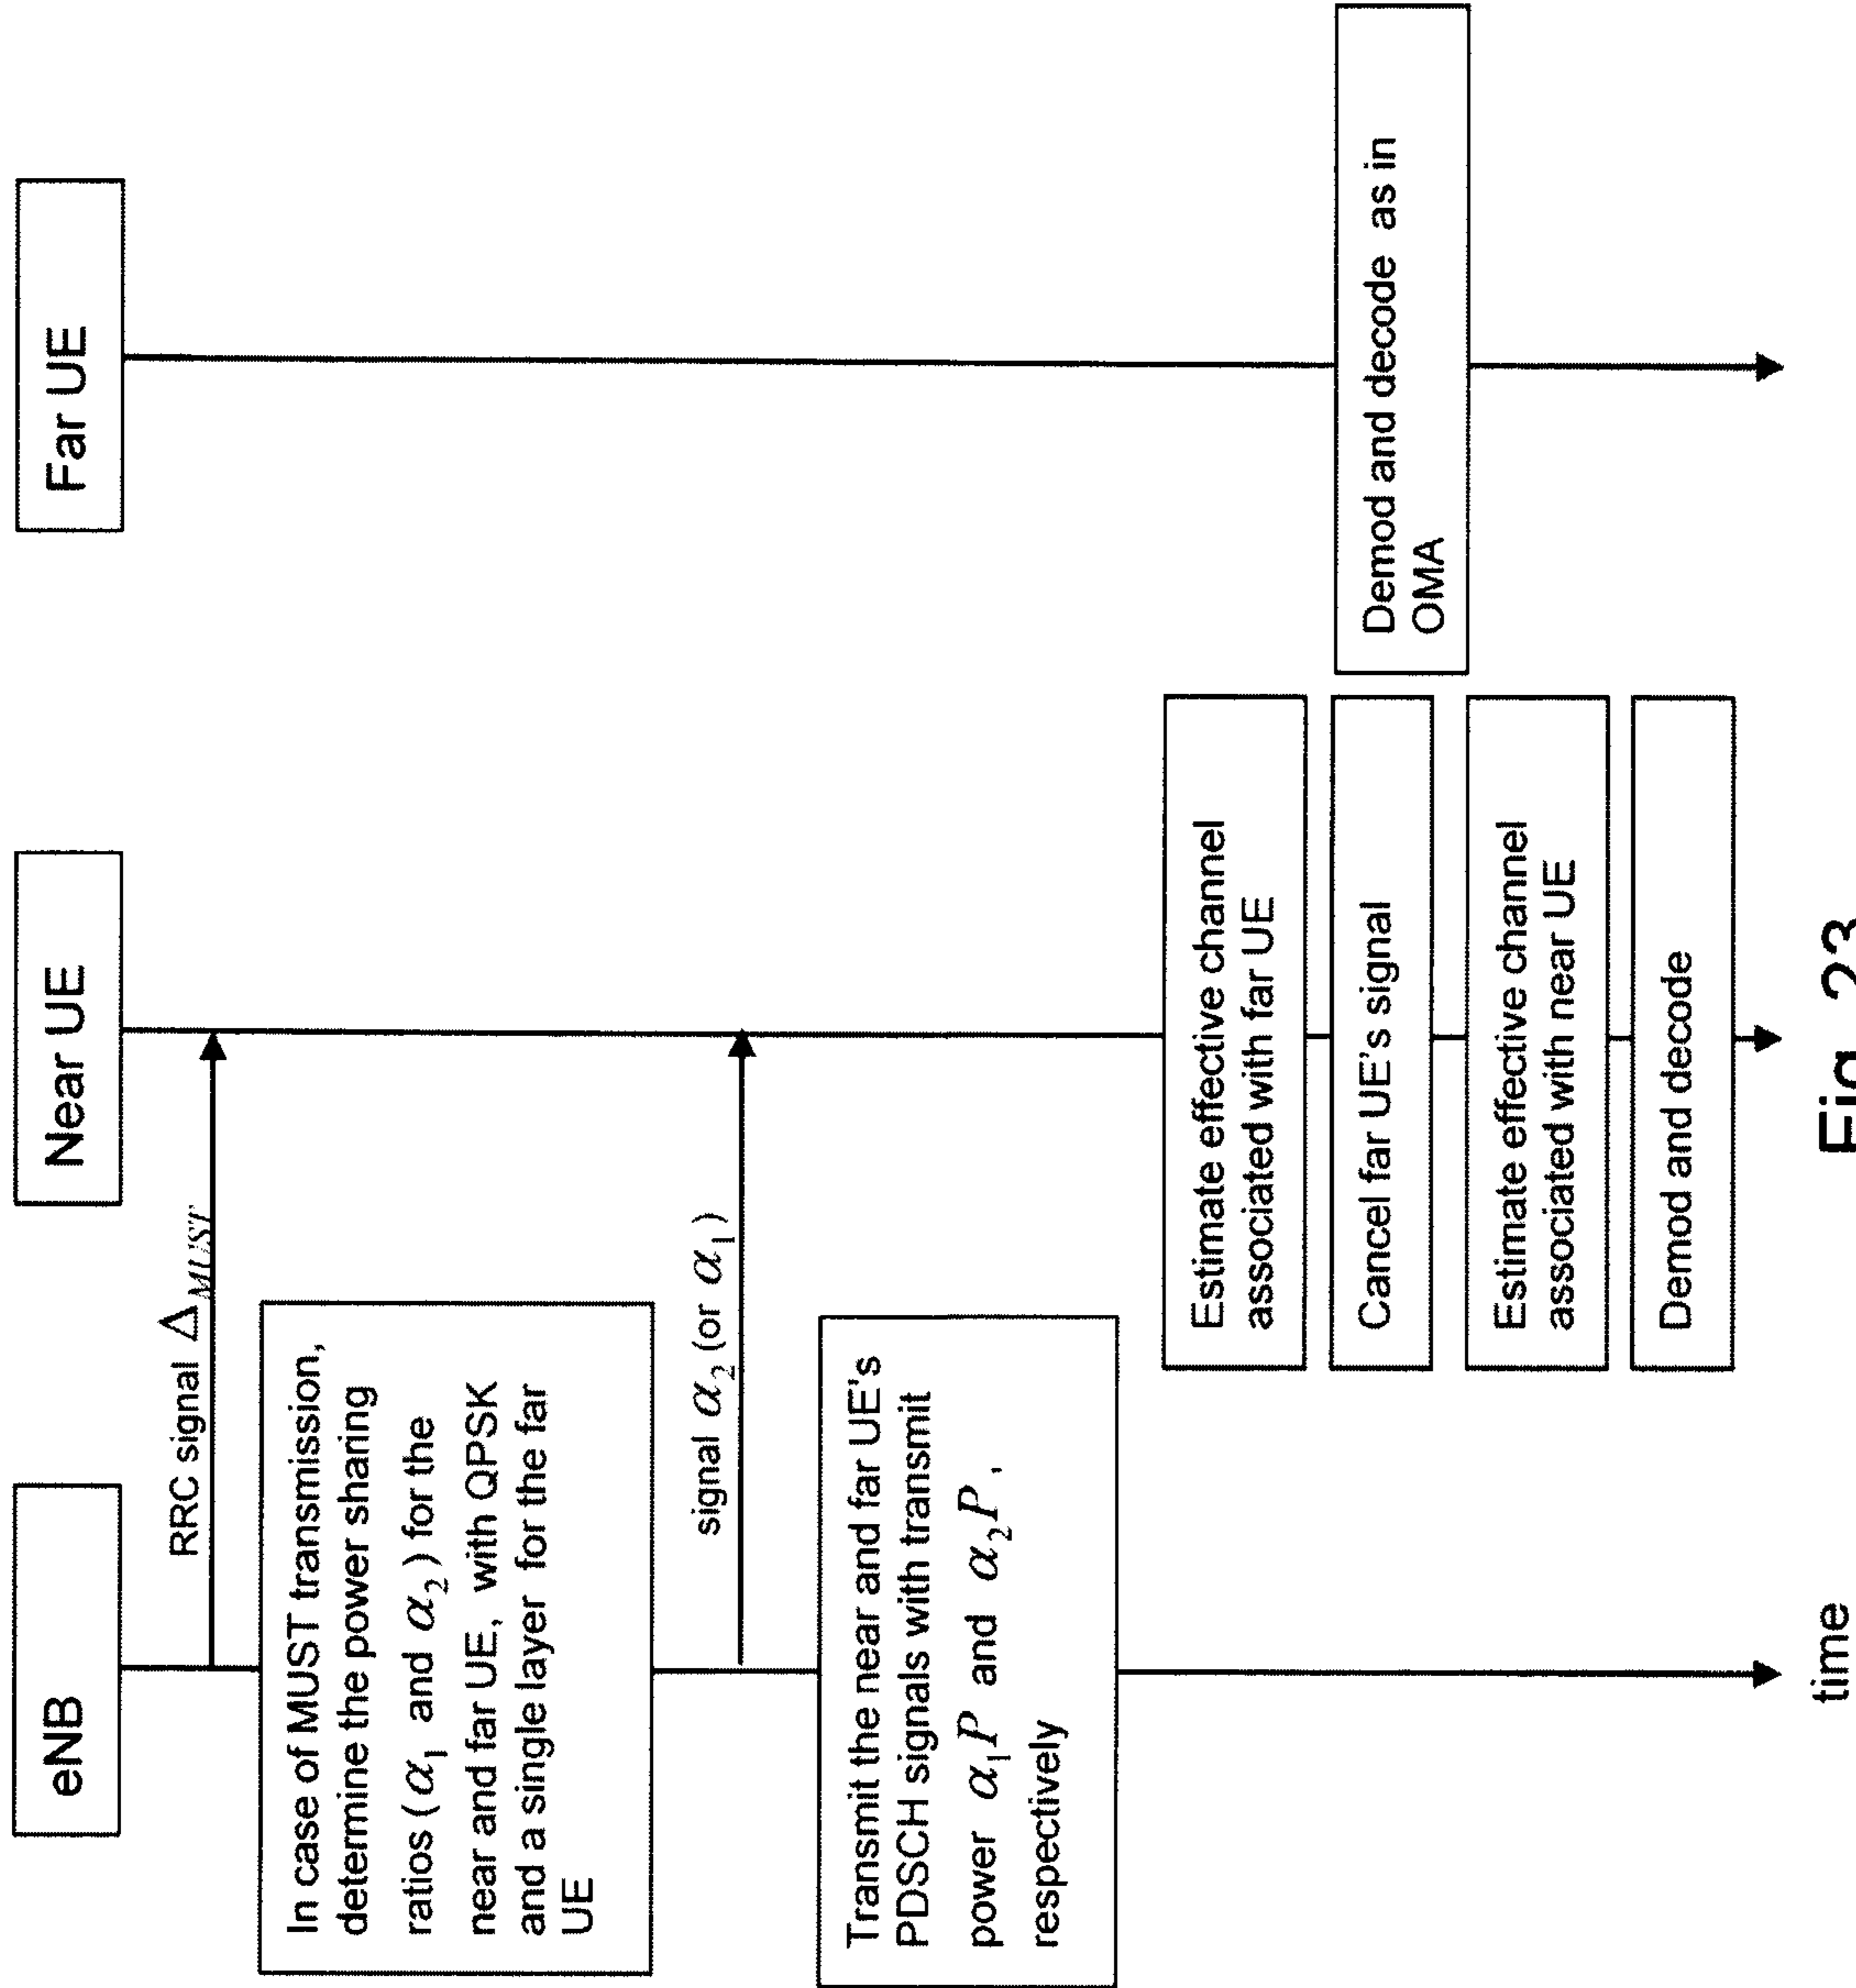 eNB
Near UE
Far UE
RRC signal Δ_MUST
In case of MUST transmission,
determine the power sharing
ratios (α₁ and α₂) for the
near and far UE, with QPSK
and a single layer for the far
UE
signal α₂ (or α₁)
Transmit the near and far UE's
PDSCH signals with transmit
power α₁P and α₂P,
respectively
Estimate effective channel
associated with far UE
Cancel far UE's signal
Estimate effective channel
associated with near UE
Demod and decode
Demod and decode as in
OMA
time
Fig. 23